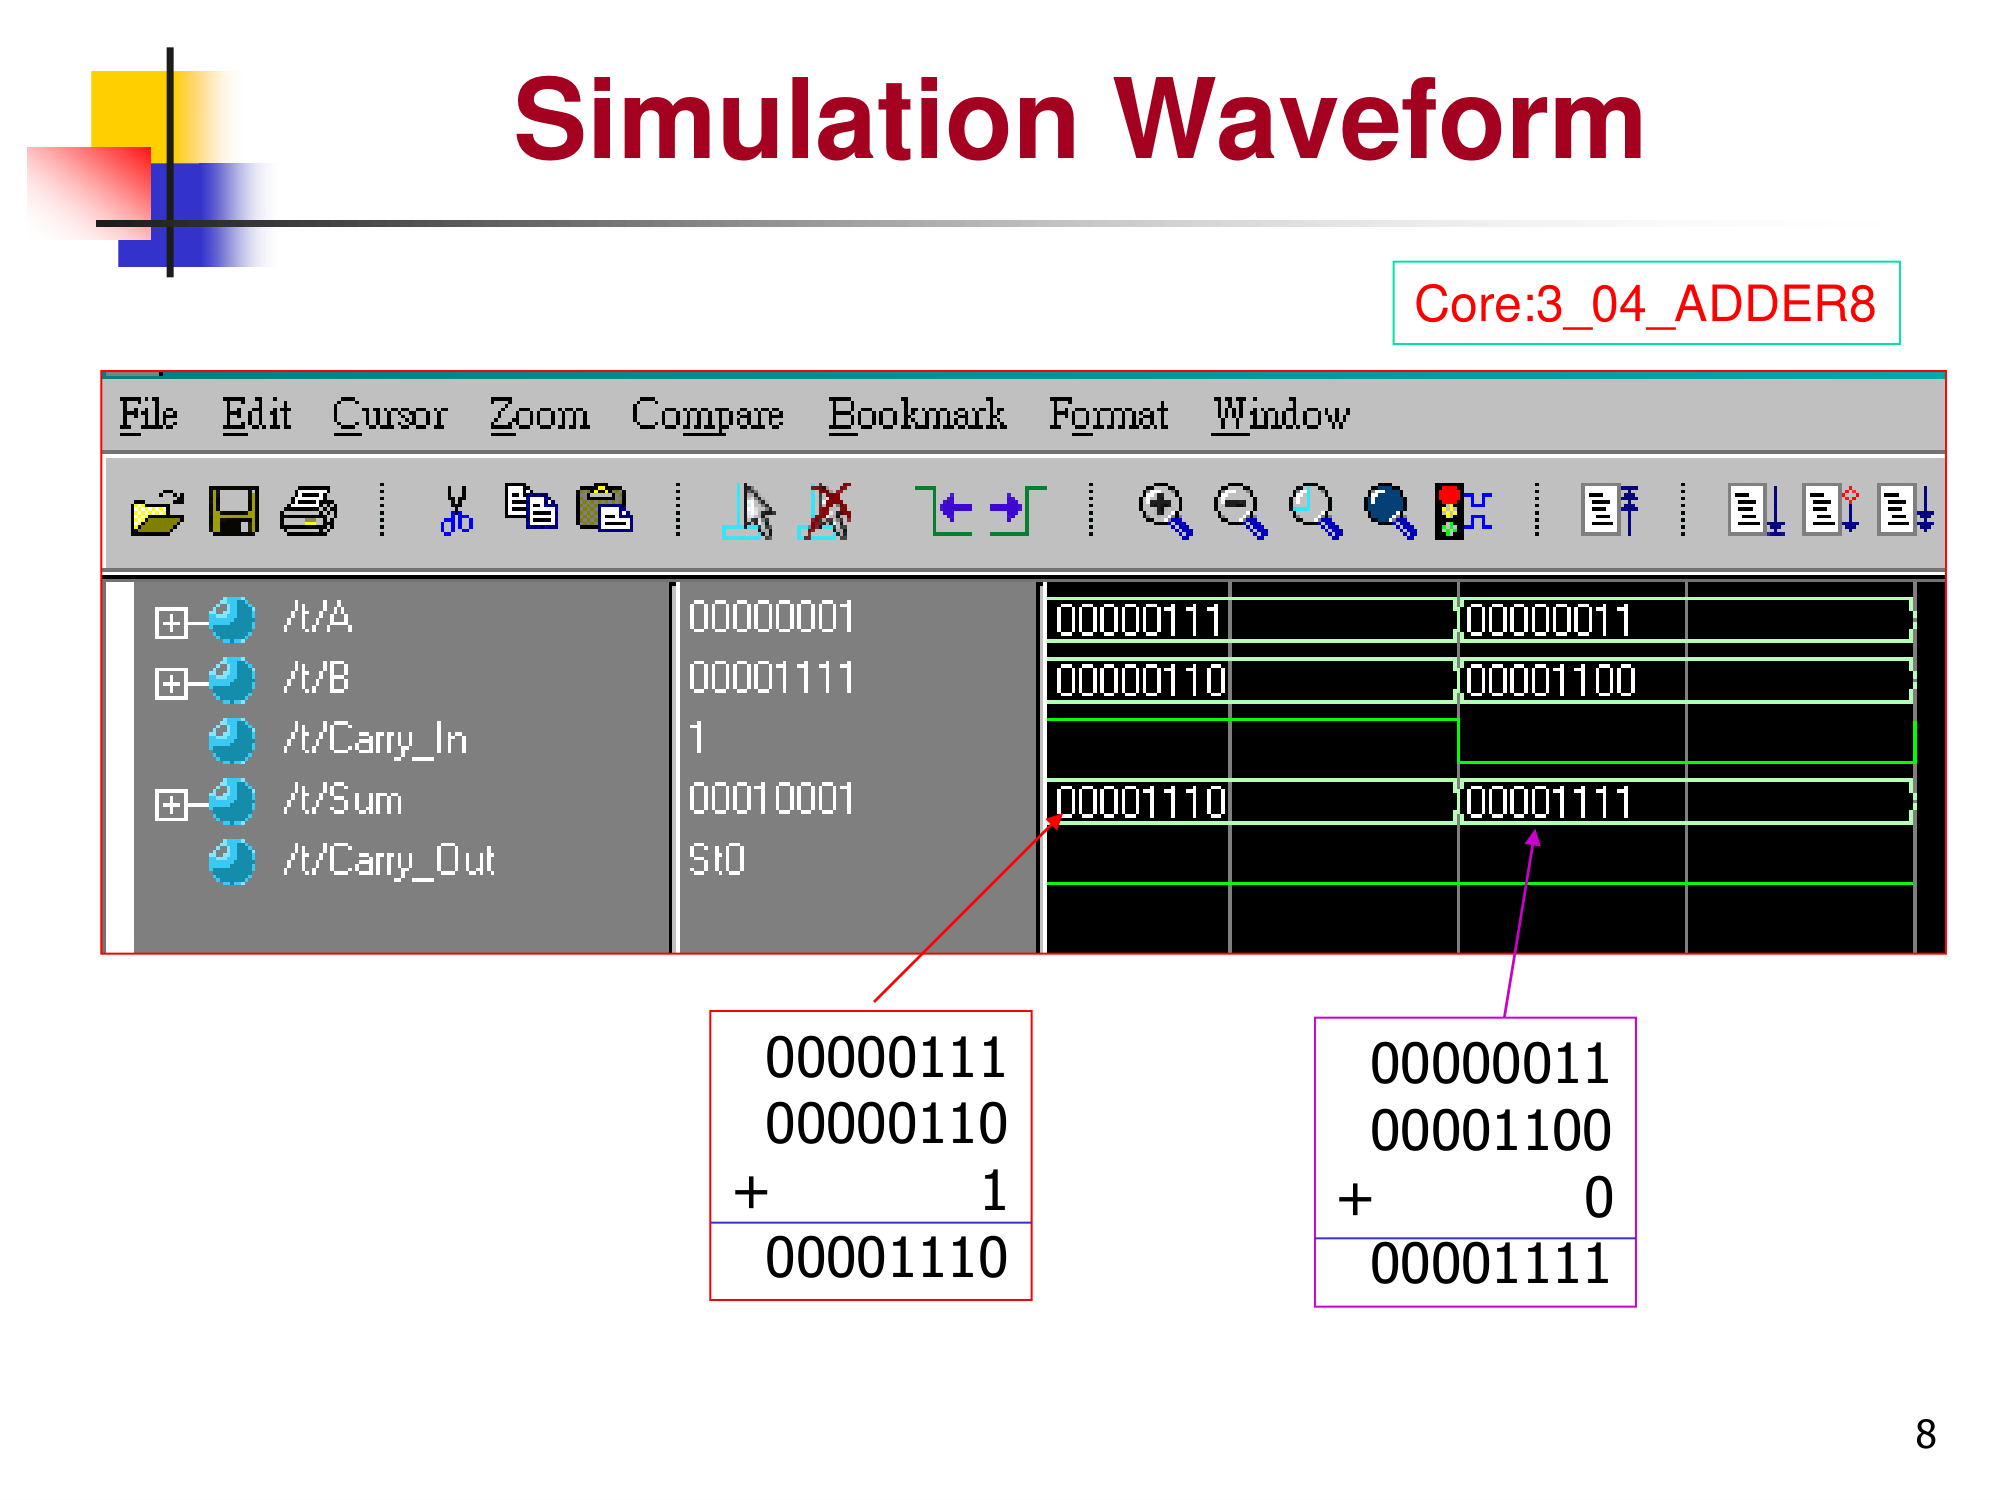 Simulation Waveform
Core:3_04_ADDER8
File Edit Cursor Zoom Compare Bookmark Format Window
/t/A 00000001 00000111 00000011
/t/B 00001111 00000110 00001100
/t/Carry_In 1
/t/Sum 00010001 00001110 00001111
/t/Carry_Out St0
00000111
00000110
+ 1
00001110
00000011
00001100
+ 0
00001111
8